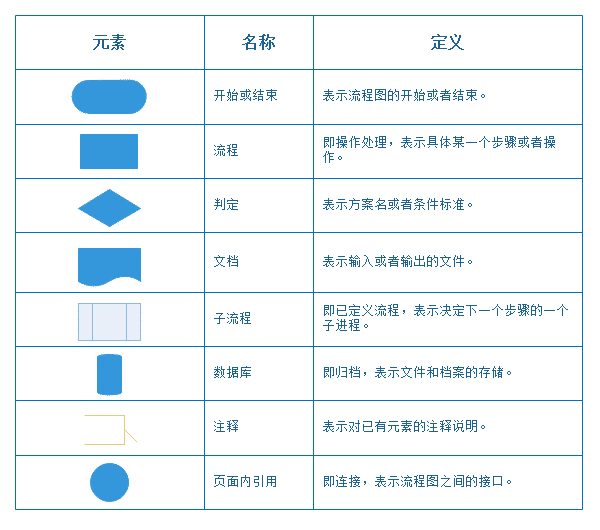 元素 名称 定义
开始或结束 表示流程图的开始或者结束。
流程 即操作处理，表示具体某一个步骤或者操
作。
判定 表示方案名或者条件标准。
文档 表示输入或者输出的文件。
子流程 即已定义流程，表示决定下一个步骤的一个
子进程。
数据库 即归档，表示文件和档案的存储。
注释 表示对已有元素的注释说明。
页面内引用 即连接，表示流程图之间的接口。